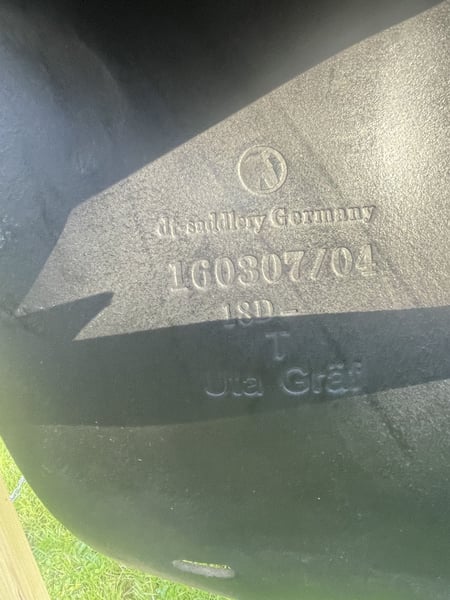 dt-saddlery Germany
160307/04
18D-
T
Uta Gräf